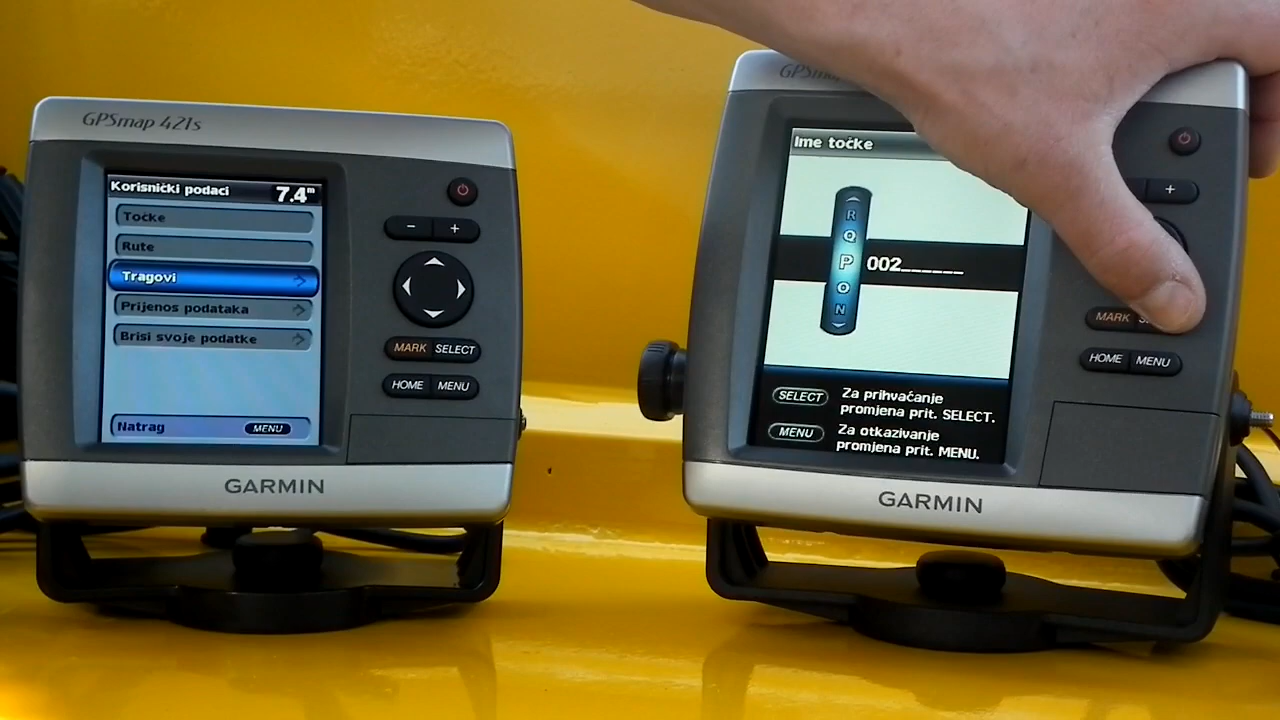 GPSmap 421s
Korisnički podaci 7.4m
Točke
Rute
Tragovi
Prijenos podataka
Brisi svoje podatke
Natrag MENU
- +
MARK SELECT
HOME MENU
GARMIN
Ime točke
R
Q
P 002______
O
N
SELECT Za prihvaćanje
promjena prit. SELECT.
MENU Za otkazivanje
promjena prit. MENU.
+
MARK
HOME MENU
GARMIN